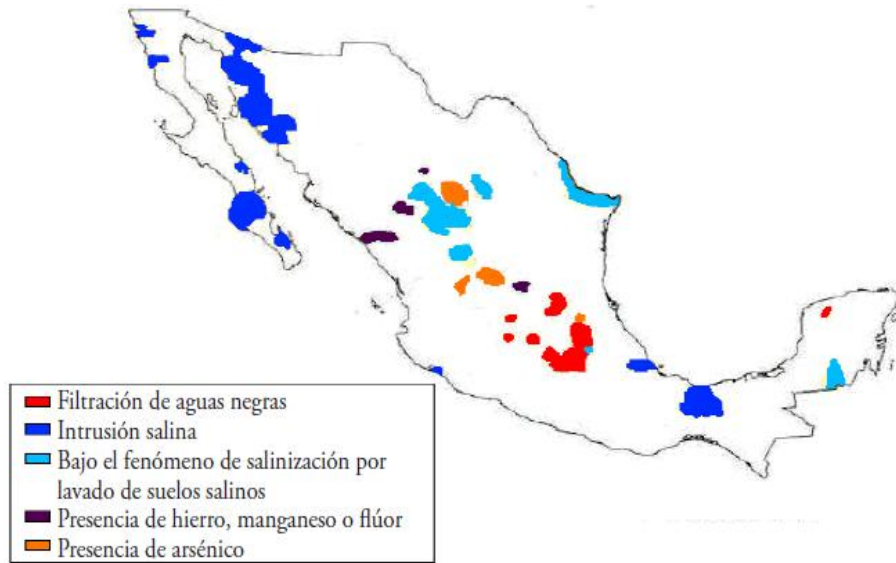 Filtración de aguas negras
Intrusión salina
Bajo el fenómeno de salinización por
lavado de suelos salinos
Presencia de hierro, manganeso o flúor
Presencia de arsénico